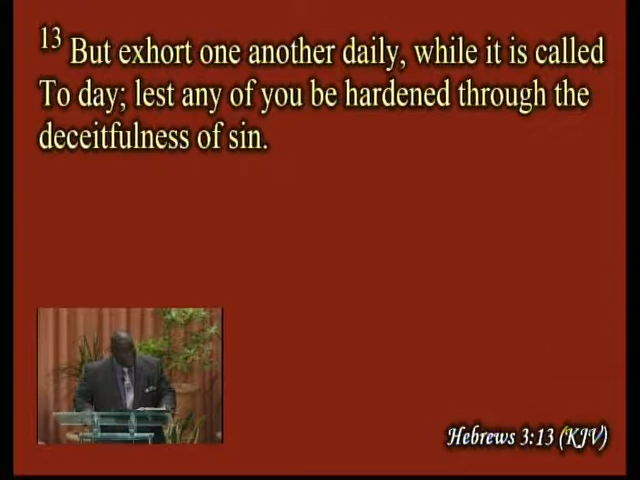 13 But exhort one another daily, while it is called
To day; lest any of you be hardened through the
deceitfulness of sin.
Hebrews 3:13 (KJV)